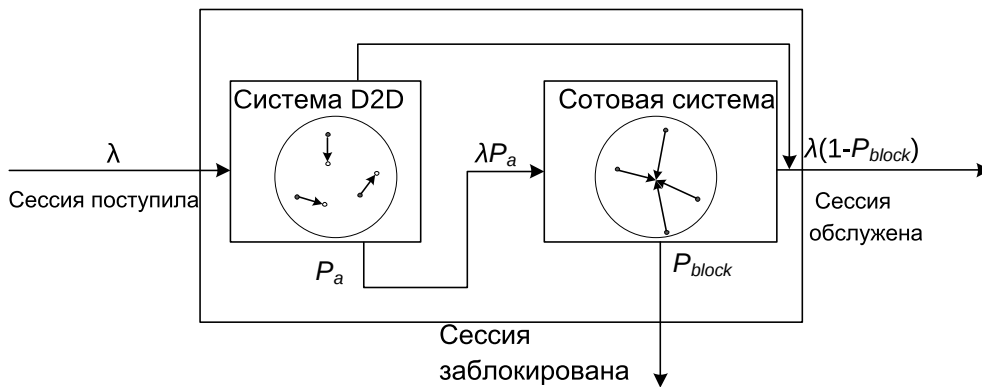 Система D2D
Сотовая система
λ
Сессия поступила
λPa
λ(1-Pblock)
Сессия
обслужена
Pa
Pblock
Сессия
заблокирована